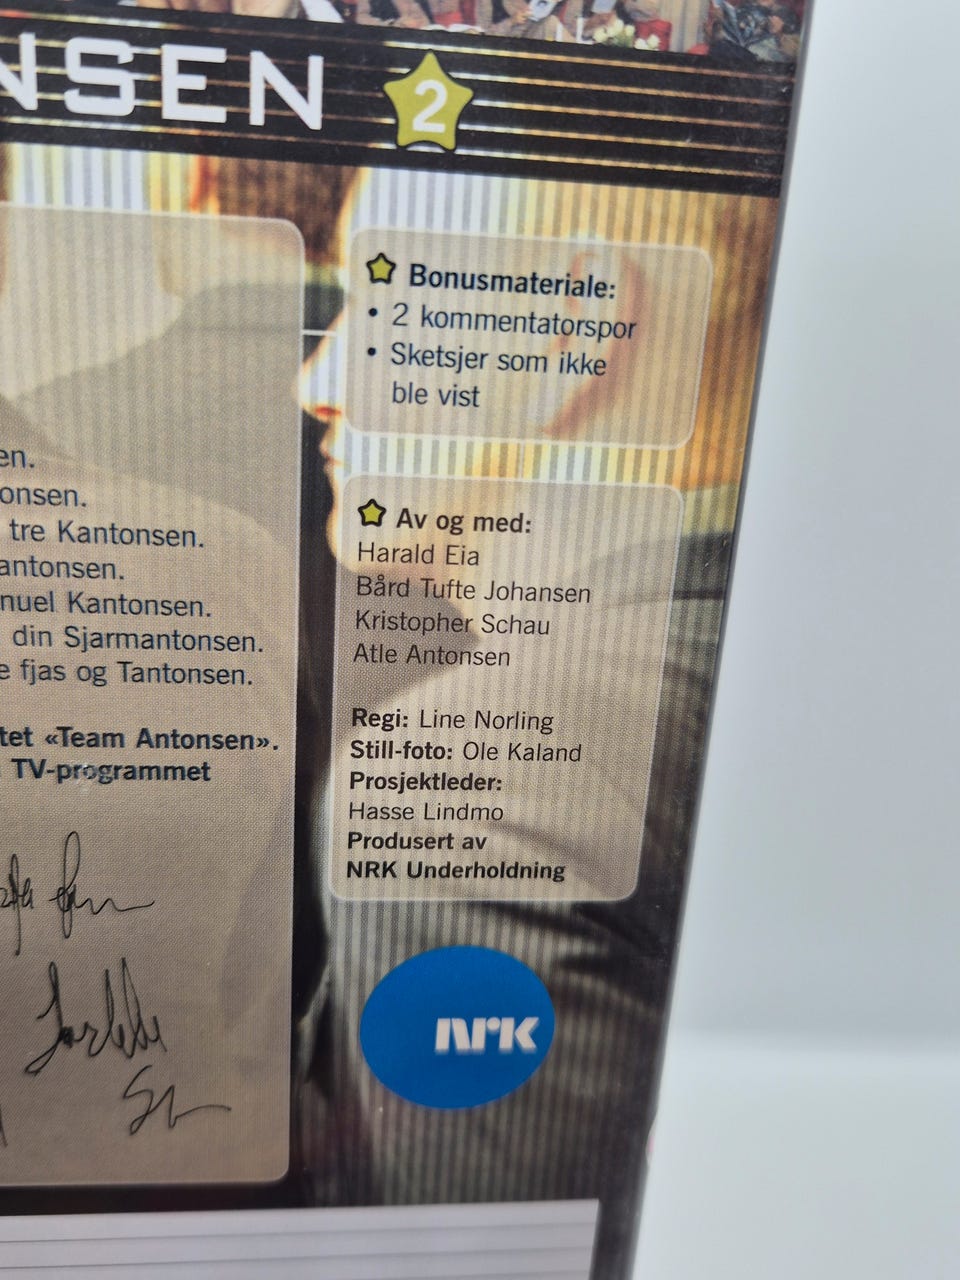 NSEN 2
en.
onsen.
tre Kantonsen.
antonsen.
nuel Kantonsen.
din Sjarmantonsen.
e fjas og Tantonsen.
tet «Team Antonsen».
TV-programmet
Bonusmateriale:
• 2 kommentatorspor
• Sketsjer som ikke
ble vist
Av og med:
Harald Eia
Bård Tufte Johansen
Kristopher Schau
Atle Antonsen
Regi: Line Norling
Still-foto: Ole Kaland
Prosjektleder:
Hasse Lindmo
Produsert av
NRK Underholdning
NRK